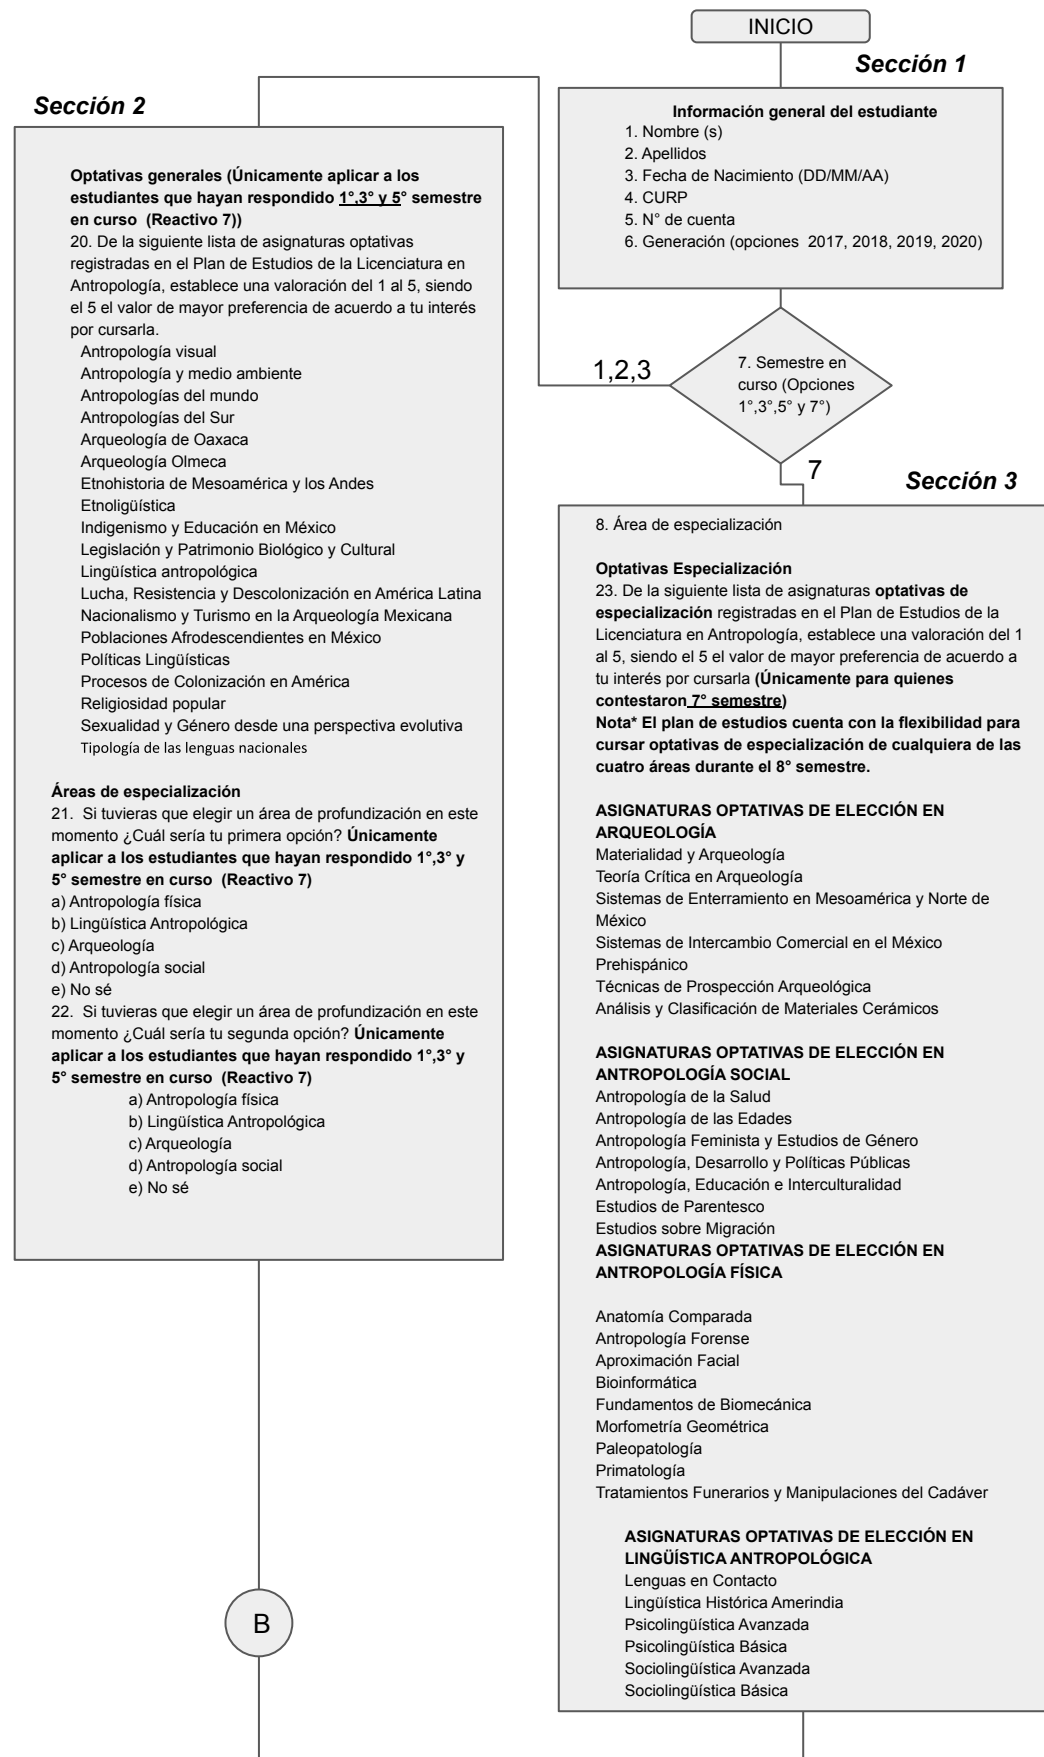 INICIO
Sección 1
Información general del estudiante
1. Nombre (s)
2. Apellidos
3. Fecha de Nacimiento (DD/MM/AA)
4. CURP
5. N° de cuenta
6. Generación (opciones 2017, 2018, 2019, 2020)
7. Semestre en
curso (Opciones
1°,3°,5° y 7°)
1,2,3
7
Sección 2
Optativas generales (Únicamente aplicar a los
estudiantes que hayan respondido 1°,3° y 5° semestre
en curso (Reactivo 7))
20. De la siguiente lista de asignaturas optativas
registradas en el Plan de Estudios de la Licenciatura en
Antropología, establece una valoración del 1 al 5, siendo
el 5 el valor de mayor preferencia de acuerdo a tu interés
por cursarla.
Antropología visual
Antropología y medio ambiente
Antropologías del mundo
Antropologías del Sur
Arqueología de Oaxaca
Arqueología Olmeca
Etnohistoria de Mesoamérica y los Andes
Etnoligüística
Indigenismo y Educación en México
Legislación y Patrimonio Biológico y Cultural
Lingüística antropológica
Lucha, Resistencia y Descolonización en América Latina
Nacionalismo y Turismo en la Arqueología Mexicana
Poblaciones Afrodescendientes en México
Políticas Lingüísticas
Procesos de Colonización en América
Religiosidad popular
Sexualidad y Género desde una perspectiva evolutiva
Tipología de las lenguas nacionales
Áreas de especialización
21. Si tuvieras que elegir un área de profundización en este
momento ¿Cuál sería tu primera opción? Únicamente
aplicar a los estudiantes que hayan respondido 1°,3° y
5° semestre en curso (Reactivo 7)
a) Antropología física
b) Lingüística Antropológica
c) Arqueología
d) Antropología social
e) No sé
22. Si tuvieras que elegir un área de profundización en este
momento ¿Cuál sería tu segunda opción? Únicamente
aplicar a los estudiantes que hayan respondido 1°,3° y
5° semestre en curso (Reactivo 7)
a) Antropología física
b) Lingüística Antropológica
c) Arqueología
d) Antropología social
e) No sé
B
Sección 3
8. Área de especialización
Optativas Especialización
23. De la siguiente lista de asignaturas optativas de
especialización registradas en el Plan de Estudios de la
Licenciatura en Antropología, establece una valoración del 1
al 5, siendo el 5 el valor de mayor preferencia de acuerdo a
tu interés por cursarla (Únicamente para quienes
contestaron 7° semestre)
Nota* El plan de estudios cuenta con la flexibilidad para
cursar optativas de especialización de cualquiera de las
cuatro áreas durante el 8° semestre.
ASIGNATURAS OPTATIVAS DE ELECCIÓN EN
ARQUEOLOGÍA
Materialidad y Arqueología
Teoría Crítica en Arqueología
Sistemas de Enterramiento en Mesoamérica y Norte de
México
Sistemas de Intercambio Comercial en el México
Prehispánico
Técnicas de Prospección Arqueológica
Análisis y Clasificación de Materiales Cerámicos
ASIGNATURAS OPTATIVAS DE ELECCIÓN EN
ANTROPOLOGÍA SOCIAL
Antropología de la Salud
Antropología de las Edades
Antropología Feminista y Estudios de Género
Antropología, Desarrollo y Políticas Públicas
Antropología, Educación e Interculturalidad
Estudios de Parentesco
Estudios sobre Migración
ASIGNATURAS OPTATIVAS DE ELECCIÓN EN
ANTROPOLOGÍA FÍSICA
Anatomía Comparada
Antropología Forense
Aproximación Facial
Bioinformática
Fundamentos de Biomecánica
Morfometría Geométrica
Paleopatología
Primatología
Tratamientos Funerarios y Manipulaciones del Cadáver
ASIGNATURAS OPTATIVAS DE ELECCIÓN EN
LINGÜÍSTICA ANTROPOLÓGICA
Lenguas en Contacto
Lingüística Histórica Amerindia
Psicolingüística Avanzada
Psicolingüística Básica
Sociolingüística Avanzada
Sociolingüística Básica